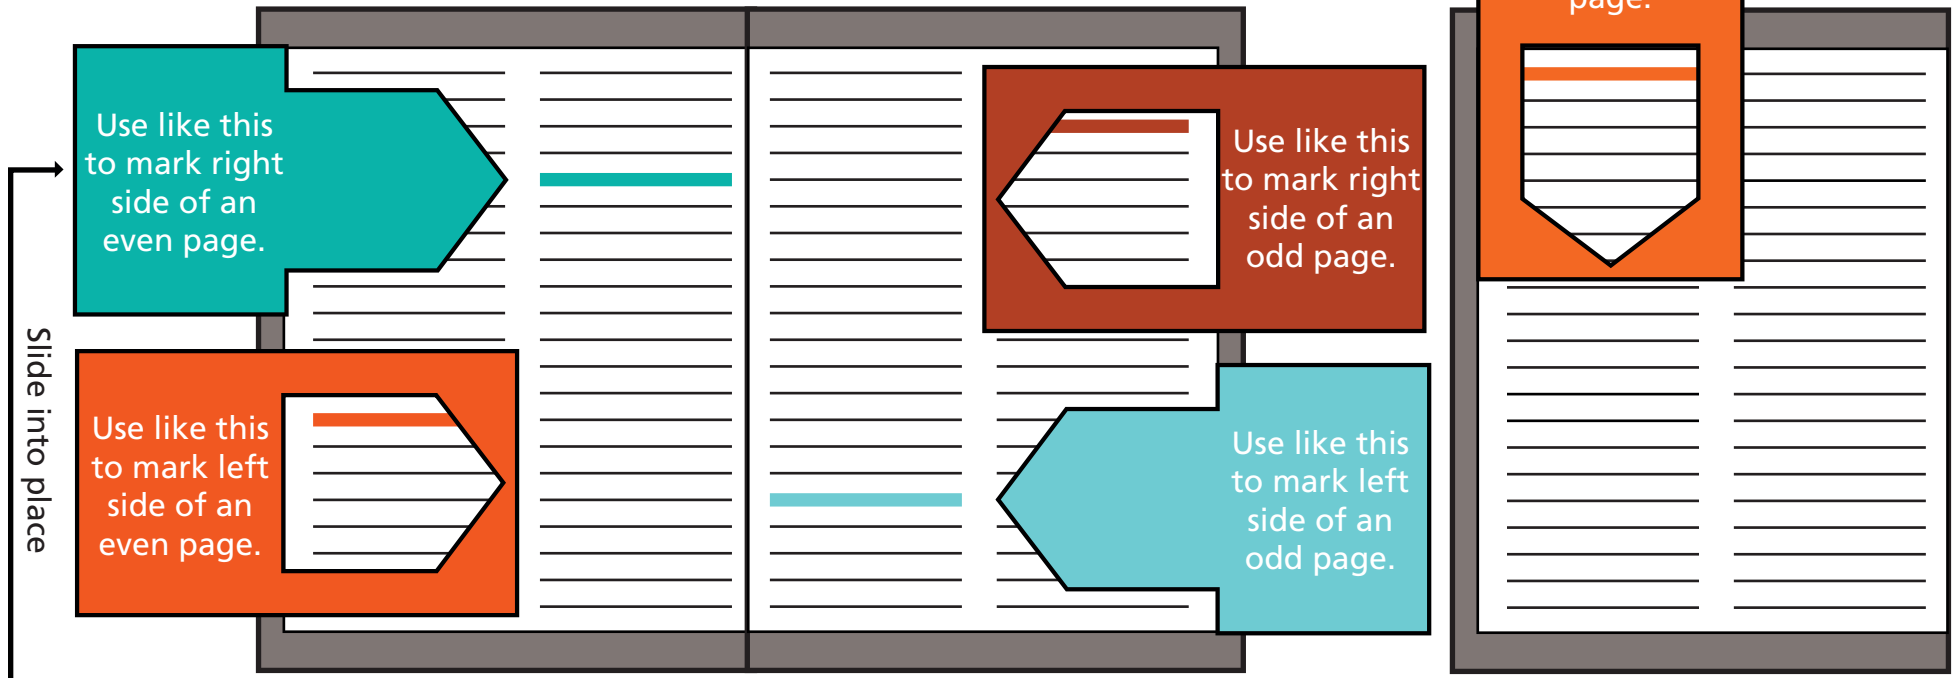 page.
Use like this
to mark right
side of an
even page.
Use like this
to mark right
side of an
odd page.
Slide into place
Use like this
to mark left
side of an
even page.
Use like this
to mark left
side of an
odd page.